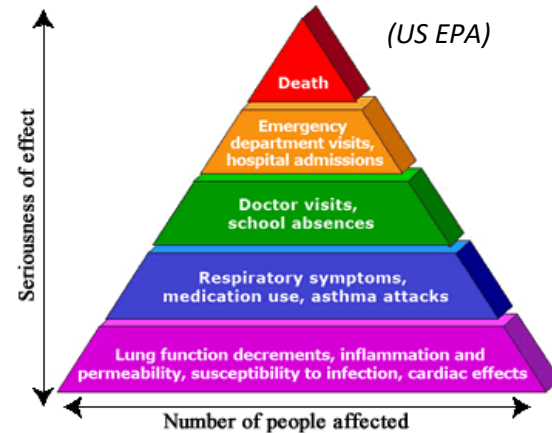 (US EPA)
Seriousness of effect
Death
Emergency
department visits,
hospital admissions
Doctor visits,
school absences
Respiratory symptoms,
medication use, asthma attacks
Lung function decrements, inflammation and
permeability, susceptibility to infection, cardiac effects
Number of people affected